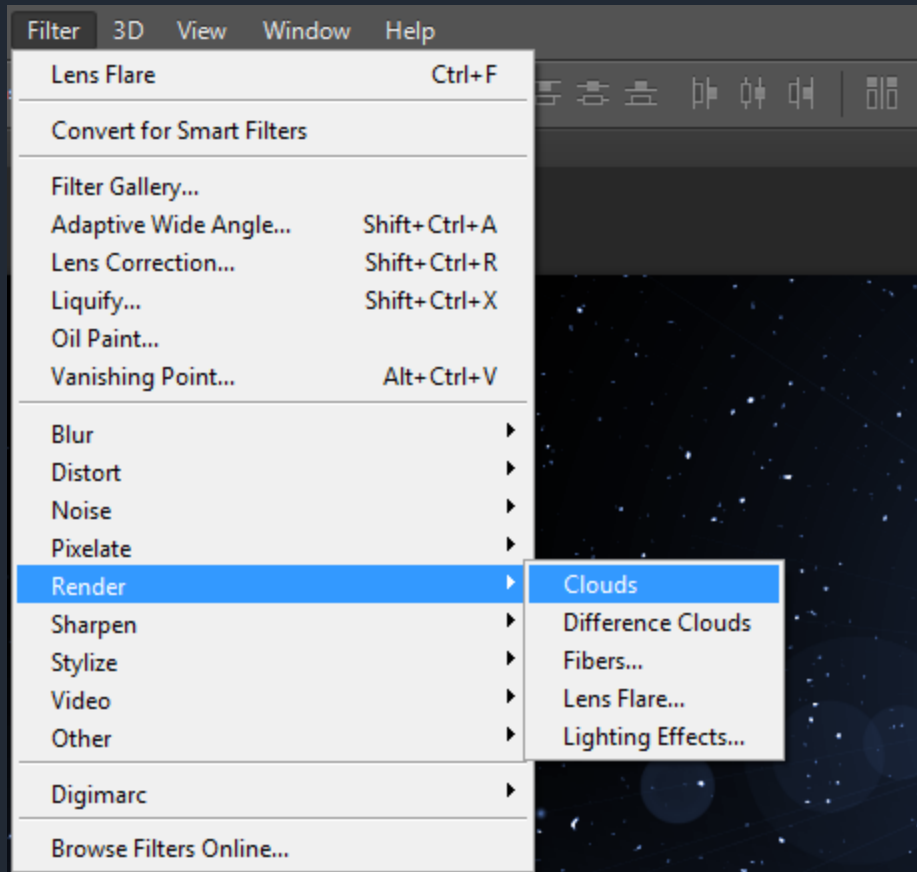 Filter 3D View Window Help
Lens Flare Ctrl+F
Convert for Smart Filters
Filter Gallery...
Adaptive Wide Angle... Shift+Ctrl+A
Lens Correction... Shift+Ctrl+R
Liquify... Shift+Ctrl+X
Oil Paint...
Vanishing Point... Alt+Ctrl+V
Blur
Distort
Noise
Pixelate
Render
Sharpen
Stylize
Video
Other
Digimarc
Browse Filters Online...
Clouds
Difference Clouds
Fibers...
Lens Flare...
Lighting Effects...